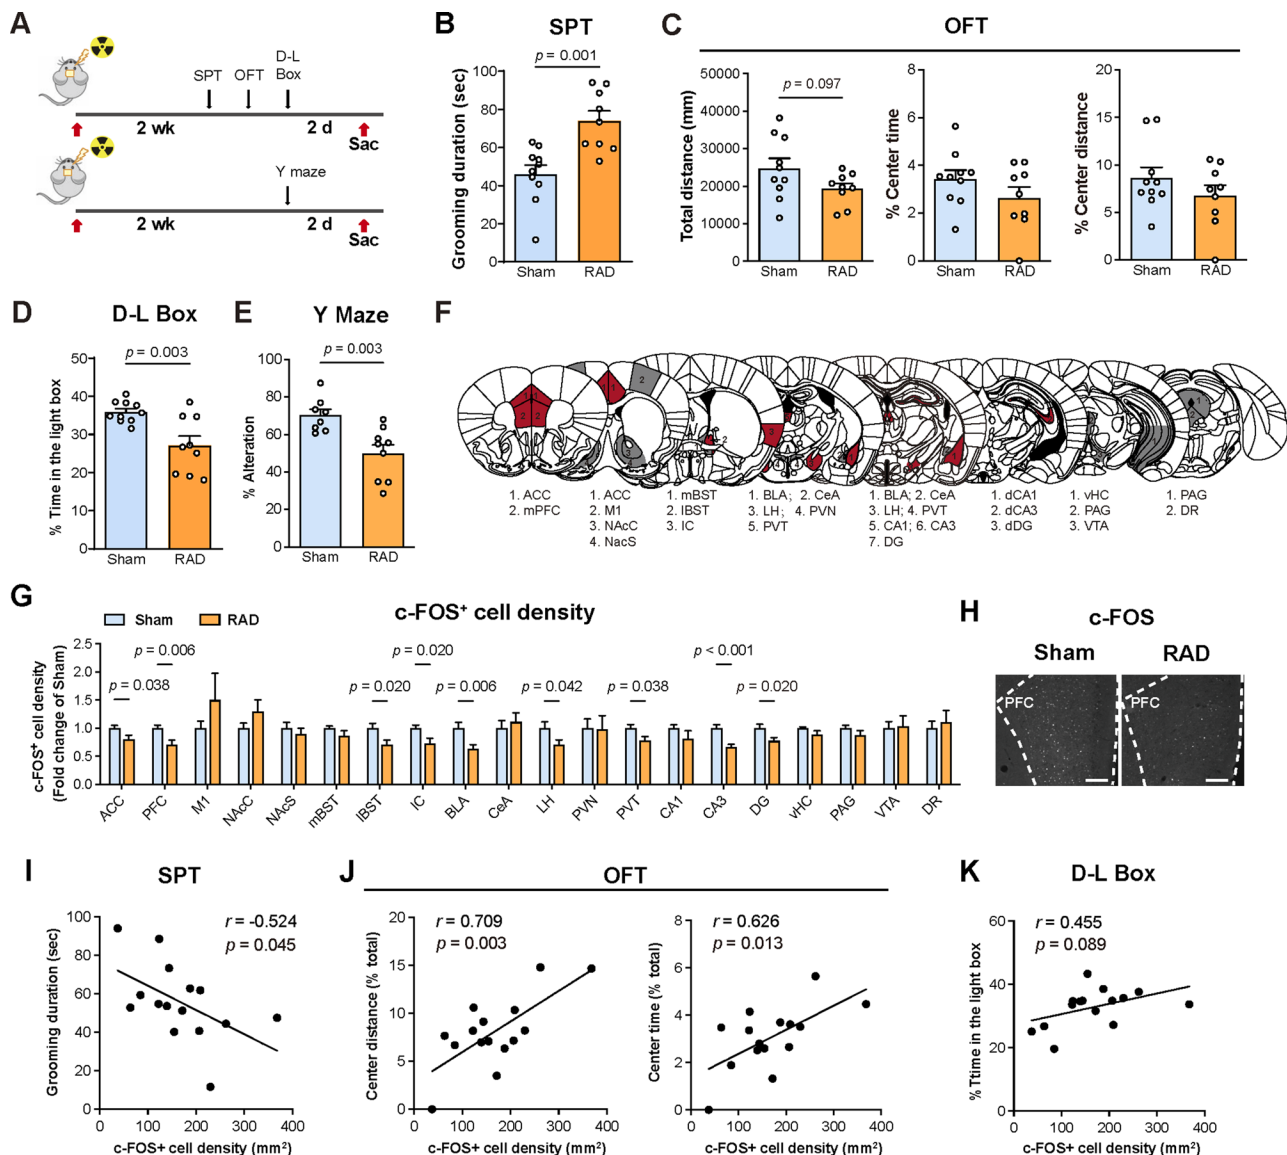 A
SPT
OFT
D-L
Box
2 wk
2 d
Sac
Y maze
2 wk
2 d
Sac
B
SPT
p = 0.001
Grooming duration (sec)
100
80
60
40
20
0
Sham
RAD
C
OFT
p = 0.097
Total distance (mm)
50000
40000
30000
20000
10000
0
Sham
RAD
% Center time
8
6
4
2
0
Sham
RAD
% Center distance
20
15
10
5
0
Sham
RAD
D
D-L Box
p = 0.003
% Time in the light box
50
40
30
20
10
0
Sham
RAD
E
Y Maze
p = 0.003
% Alteration
100
80
60
40
20
0
Sham
RAD
F
1. ACC
2. mPFC
1. ACC
2. M1
3. NAcC
4. NacS
1. mBST
2. lBST
3. IC
1. BLA; 2. CeA
3. LH; 4. PVN
5. PVT
1. BLA; 2. CeA
3. LH; 4. PVT
5. CA1; 6. CA3
7. DG
1. dCA1
2. dCA3
3. dDG
1. vHC
2. PAG
3. VTA
1. PAG
2. DR
G
c-FOS+ cell density
Sham
RAD
c-FOS+ cell density
(Fold change of Sham)
2.5
2.0
1.5
1.0
0.5
0.0
p = 0.038
p = 0.006
p = 0.020
p = 0.020
p = 0.006
p = 0.042
p = 0.038
p < 0.001
p = 0.020
ACC
PFC
M1
NAcC
NAcS
mBST
lBST
IC
BLA
CeA
LH
PVN
PVT
CA1
CA3
DG
vHC
PAG
VTA
DR
H
c-FOS
Sham
RAD
PFC
PFC
I
SPT
r = -0.524
p = 0.045
Grooming duration (sec)
100
80
60
40
20
0
0
100
200
300
400
c-FOS+ cell density (mm²)
J
OFT
r = 0.709
p = 0.003
Center distance (% total)
20
15
10
5
0
0
100
200
300
400
c-FOS+ cell density (mm²)
r = 0.626
p = 0.013
Center time (% total)
8
6
4
2
0
0
100
200
300
400
c-FOS+ cell density (mm²)
K
D-L Box
r = 0.455
p = 0.089
% Ttime in the light box
60
40
20
0
0
100
200
300
400
c-FOS+ cell density (mm²)